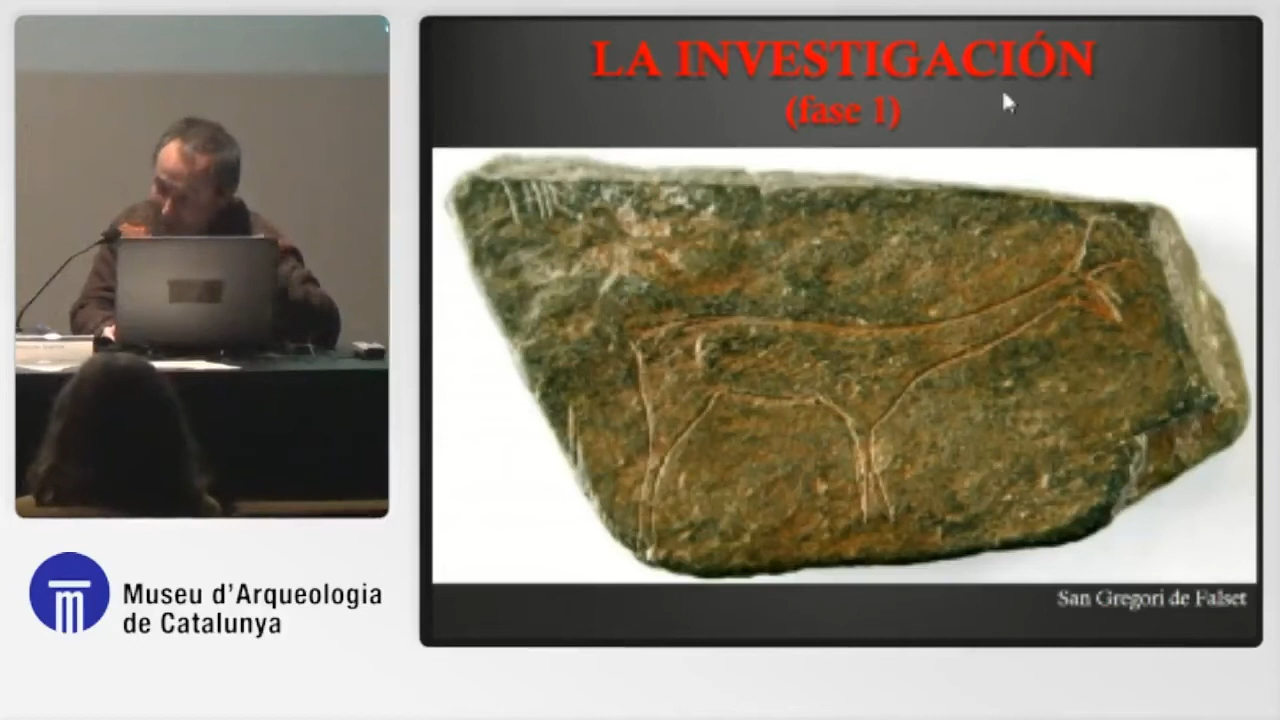 LA INVESTIGACIÓN
(fase 1)
San Gregori de Falset
Museu d'Arqueologia
de Catalunya